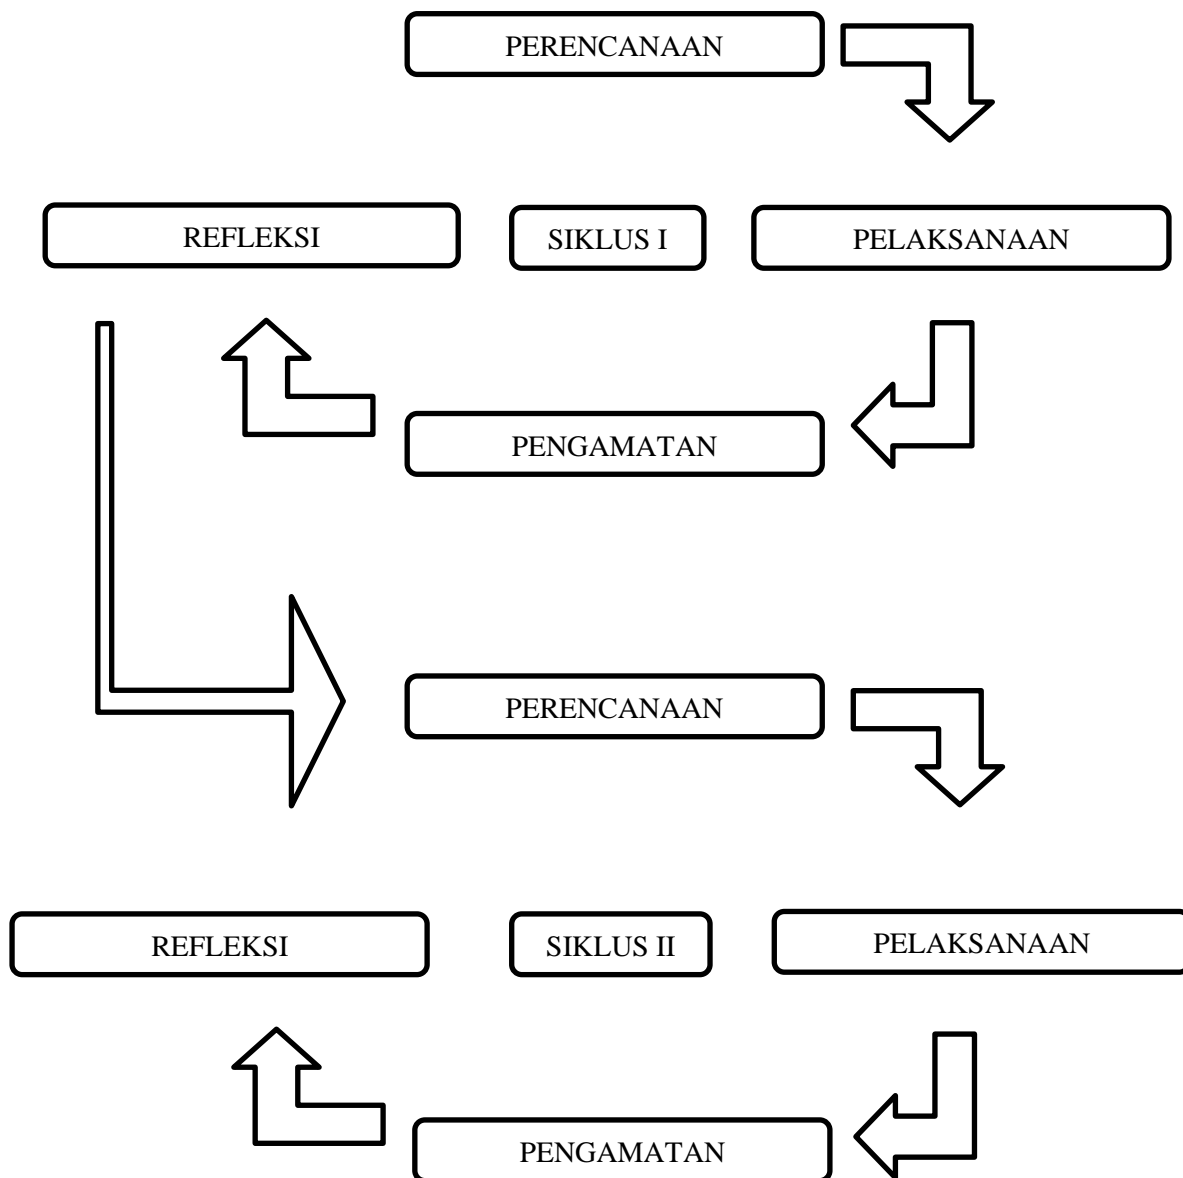 PERENCANAAN
REFLEKSI
SIKLUS I
PELAKSANAAN
PENGAMATAN
PERENCANAAN
REFLEKSI
SIKLUS II
PELAKSANAAN
PENGAMATAN